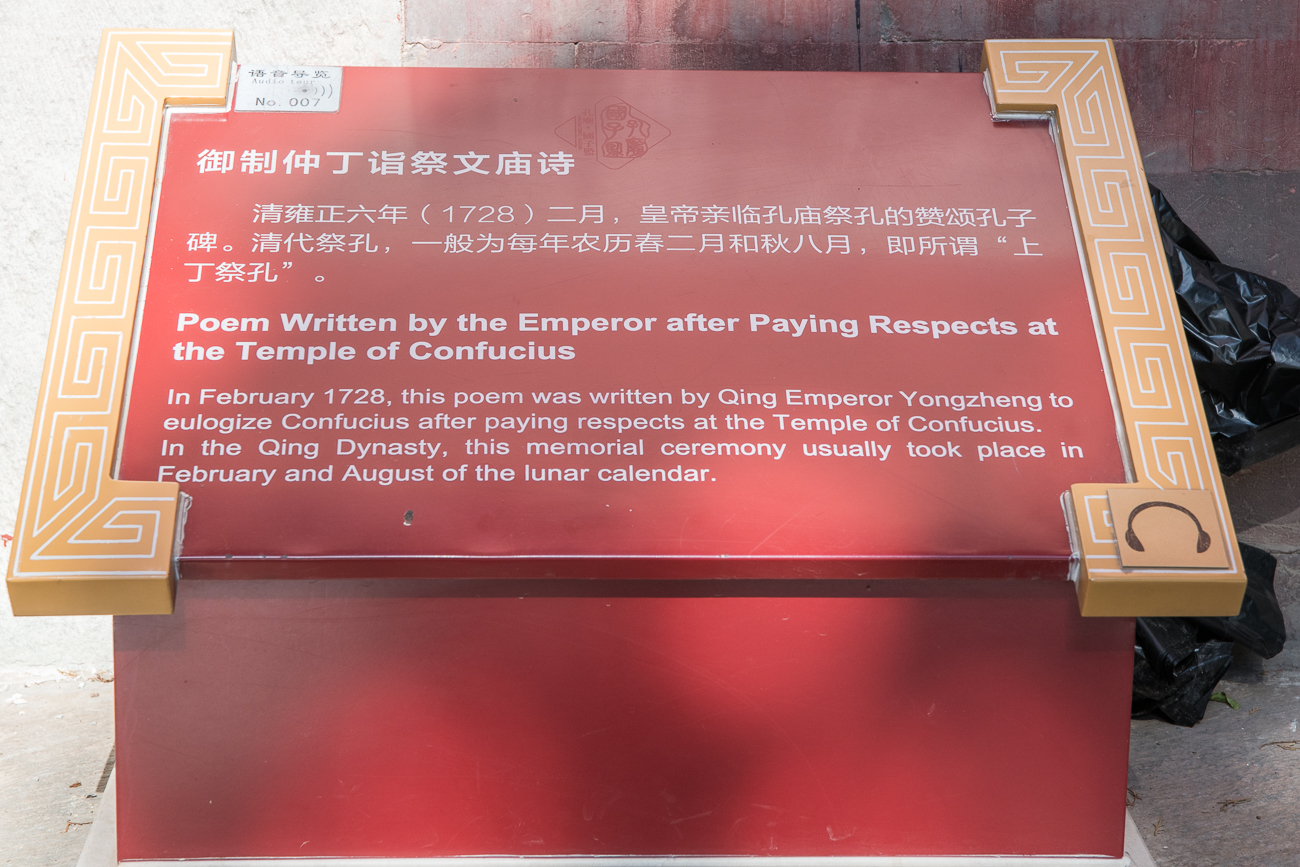 语音导览
Audio tour
No. 007
御制仲丁诣祭文庙诗
清雍正六年（1728）二月，皇帝亲临孔庙祭孔的赞颂孔子
碑。清代祭孔，一般为每年农历春二月和秋八月，即所谓“上
丁祭孔”。
Poem Written by the Emperor after Paying Respects at
the Temple of Confucius
In February 1728, this poem was written by Qing Emperor Yongzheng to
eulogize Confucius after paying respects at the Temple of Confucius.
In the Qing Dynasty, this memorial ceremony usually took place in
February and August of the lunar calendar.